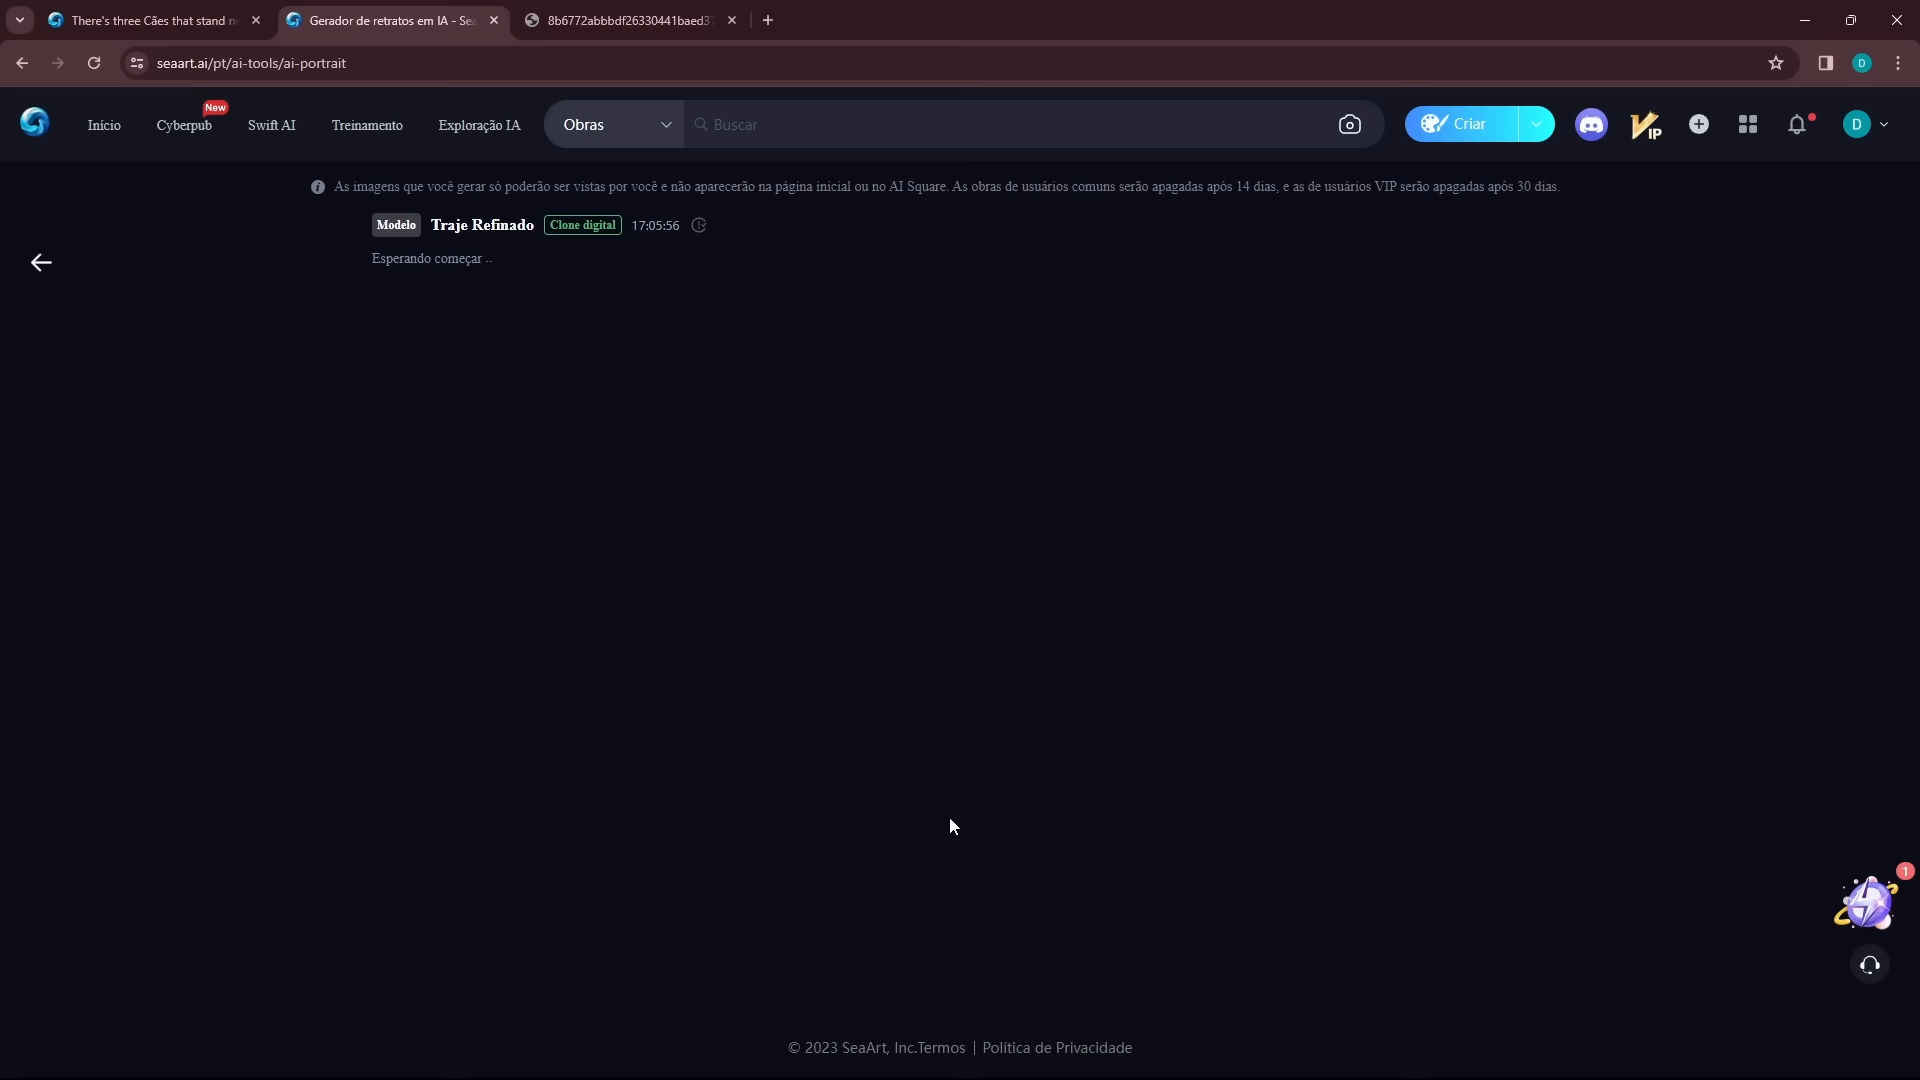 There's three Cães that stand n
Gerador de retratos em IA - Sea
8b6772abbbdf26330441baed3
seaart.ai/pt/ai-tools/ai-portrait
D
Início
Cyberpub
New
Swift AI
Treinamento
Exploração IA
Obras
Buscar
Criar
VIP
D
As imagens que você gerar só poderão ser vistas por você e não aparecerão na página inicial ou no AI Square. As obras de usuários comuns serão apagadas após 14 dias, e as de usuários VIP serão apagadas após 30 dias.
Modelo Traje Refinado Clone digital 17:05:56
Esperando começar ..
1
© 2023 SeaArt, Inc.Termos | Política de Privacidade